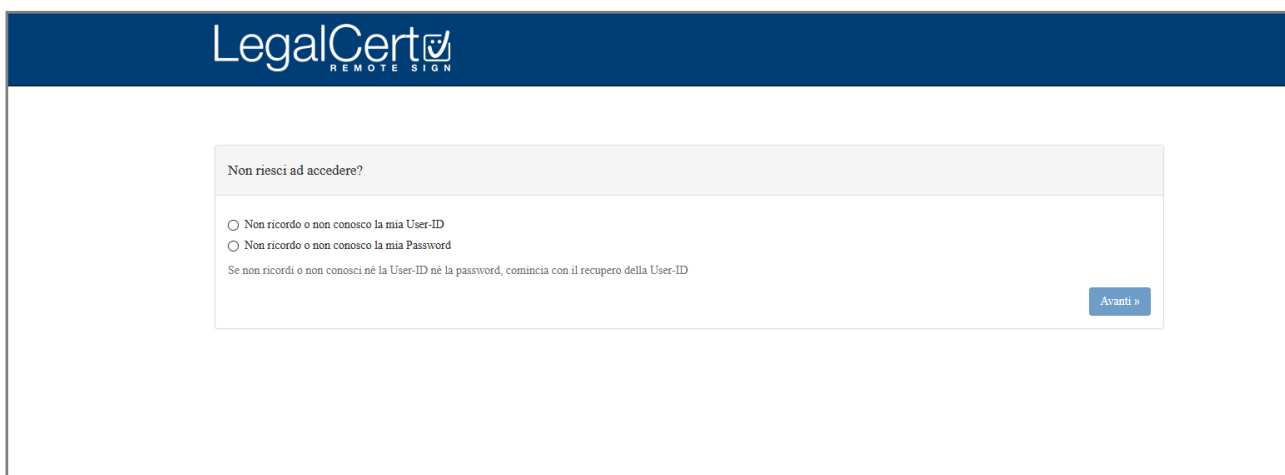 LegalCert
REMOTE SIGN
Non riesci ad accedere?
Non ricordo o non conosco la mia User-ID
Non ricordo o non conosco la mia Password
Se non ricordi o non conosci né la User-ID né la password, comincia con il recupero della User-ID
Avanti »